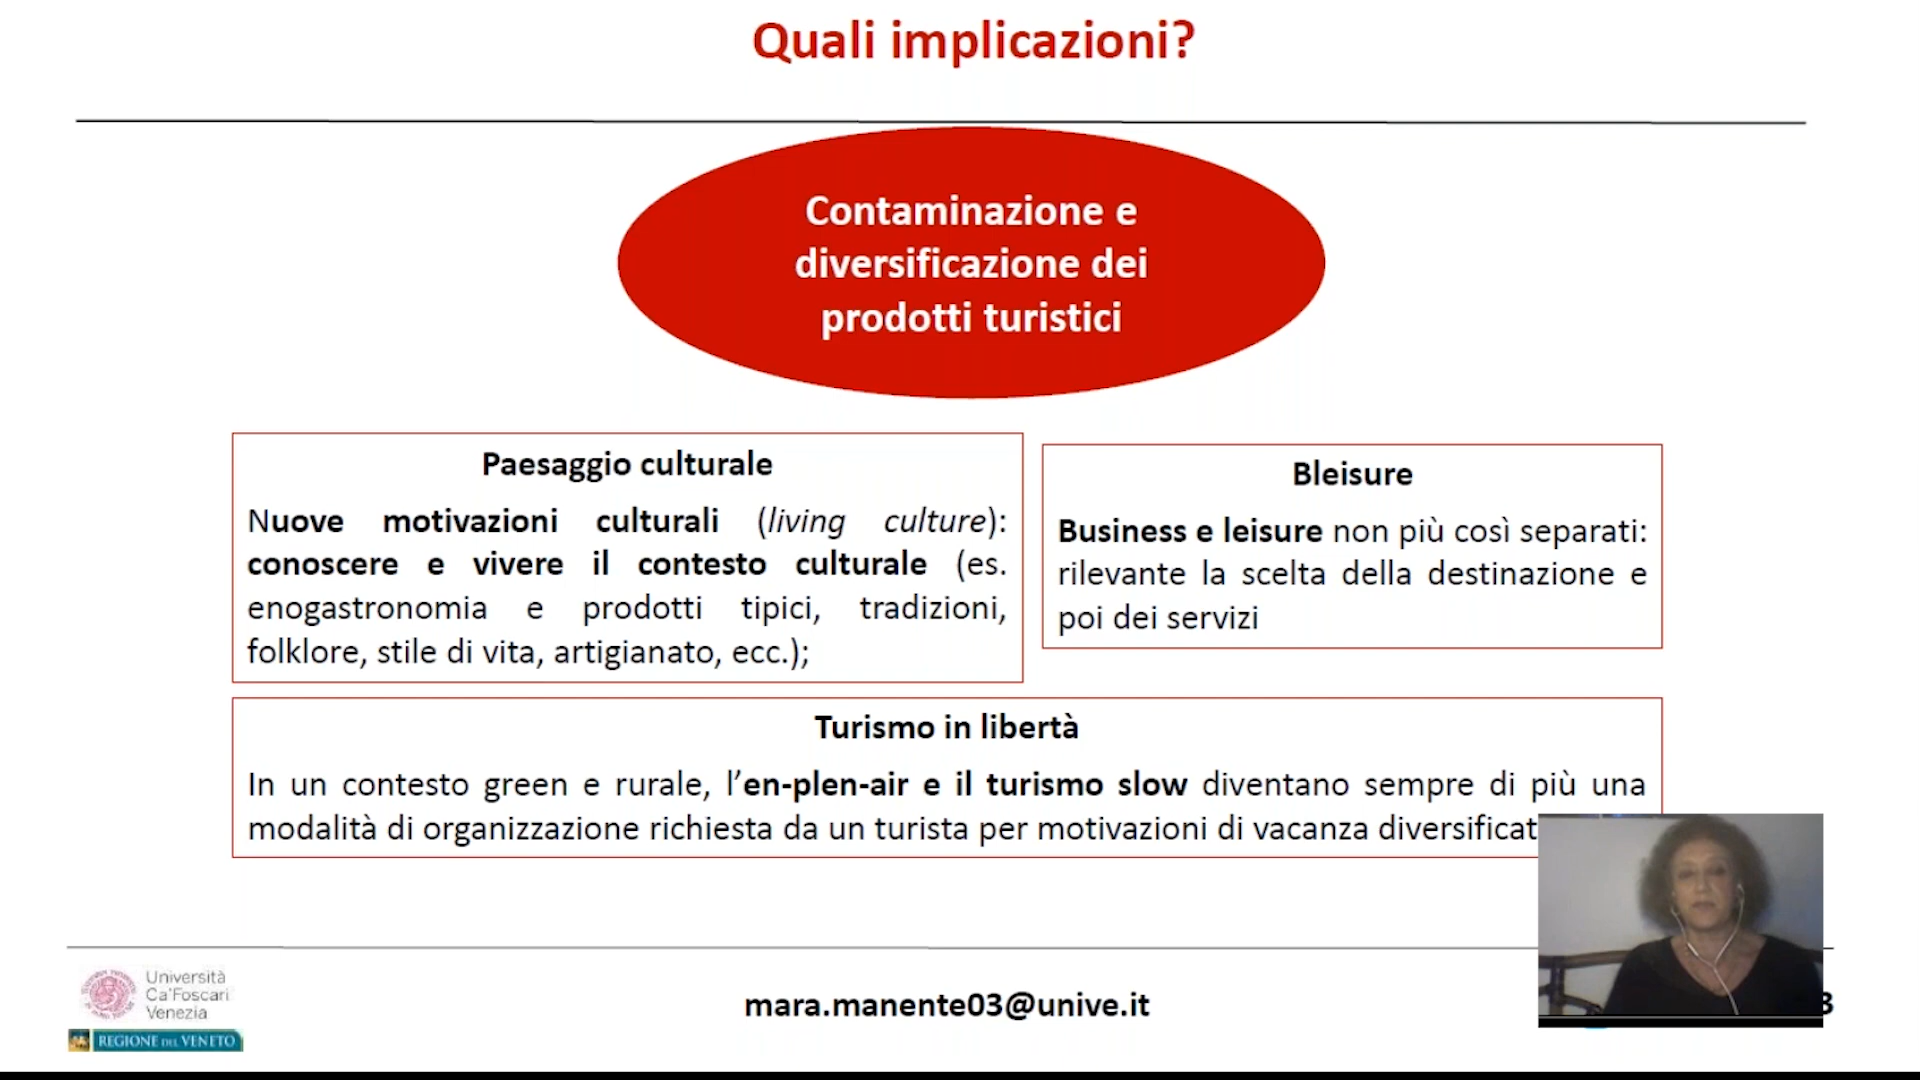 Quali implicazioni?
Contaminazione e
diversificazione dei
prodotti turistici
Paesaggio culturale
Nuove motivazioni culturali (living culture):
conoscere e vivere il contesto culturale (es.
enogastronomia e prodotti tipici, tradizioni,
folklore, stile di vita, artigianato, ecc.);
Bleisure
Business e leisure non più così separati:
rilevante la scelta della destinazione e
poi dei servizi
Turismo in libertà
In un contesto green e rurale, l’en-plen-air e il turismo slow diventano sempre di più una
modalità di organizzazione richiesta da un turista per motivazioni di vacanza
Università
Ca'Foscari
Venezia
REGIONE DEL VENETO
mara.manente03@unive.it